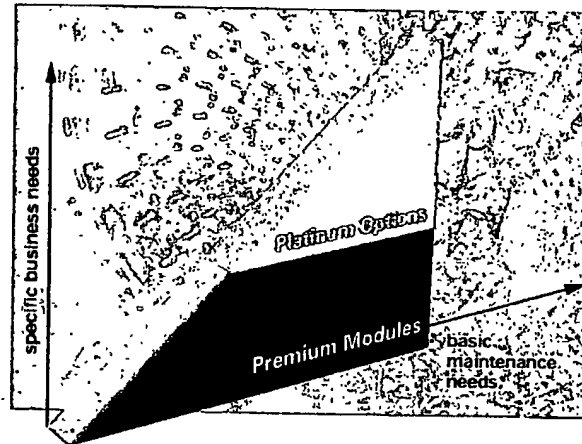 specific business needs
Platinum Options
Premium Modules
basic
maintenance
needs